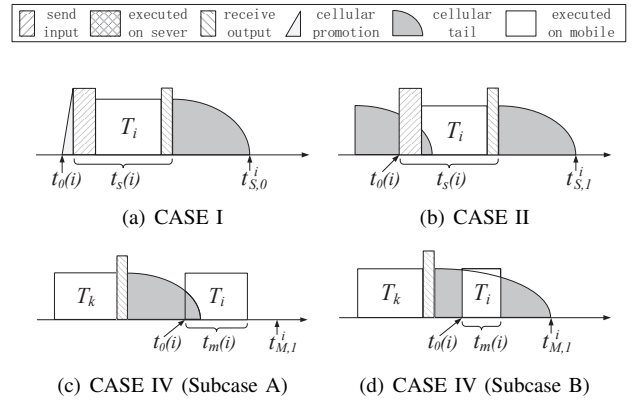 send input
executed on sever
receive output
cellular promotion
cellular tail
executed on mobile
T_i
t_0(i)
t_s(i)
t^i_{S,0}
(a) CASE I
T_i
t_0(i)
t_s(i)
t^i_{S,1}
(b) CASE II
T_k
T_i
t_0(i)
t_m(i)
t^i_{M,1}
(c) CASE IV (Subcase A)
T_k
T_i
t_0(i)
t_m(i)
t^i_{M,1}
(d) CASE IV (Subcase B)